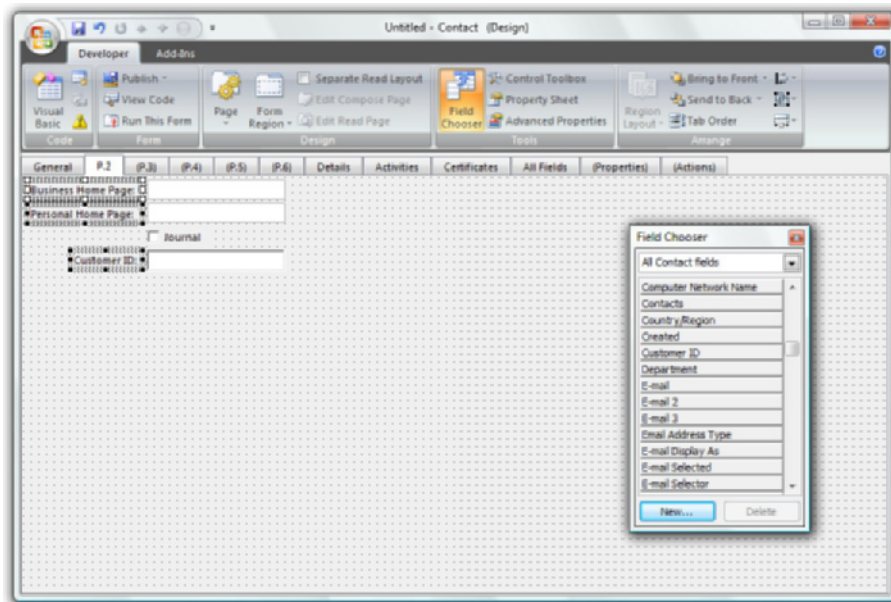 Untitled - Contact (Design)
Developer Add-Ins
Publish Separate Read Layout Control Toolbox Bring to Front
View Code Edit Compose Page Property Sheet Send to Back
Visual Basic Run This Form Page Form Region Edit Read Page Field Chooser Advanced Properties Region Layout Tab Order
Code Form Design Tools Arrange
General P.2 (P.3) (P.4) (P.5) (P.6) Details Activities Certificates All Fields (Properties) (Actions)
Business Home Page:
Personal Home Page:
Journal
Customer ID:
Field Chooser
All Contact fields
Computer Network Name
Contacts
Country/Region
Created
Customer ID
Department
E-mail
E-mail 2
E-mail 3
Email Address Type
E-mail Display As
E-mail Selected
E-mail Selector
New... Delete